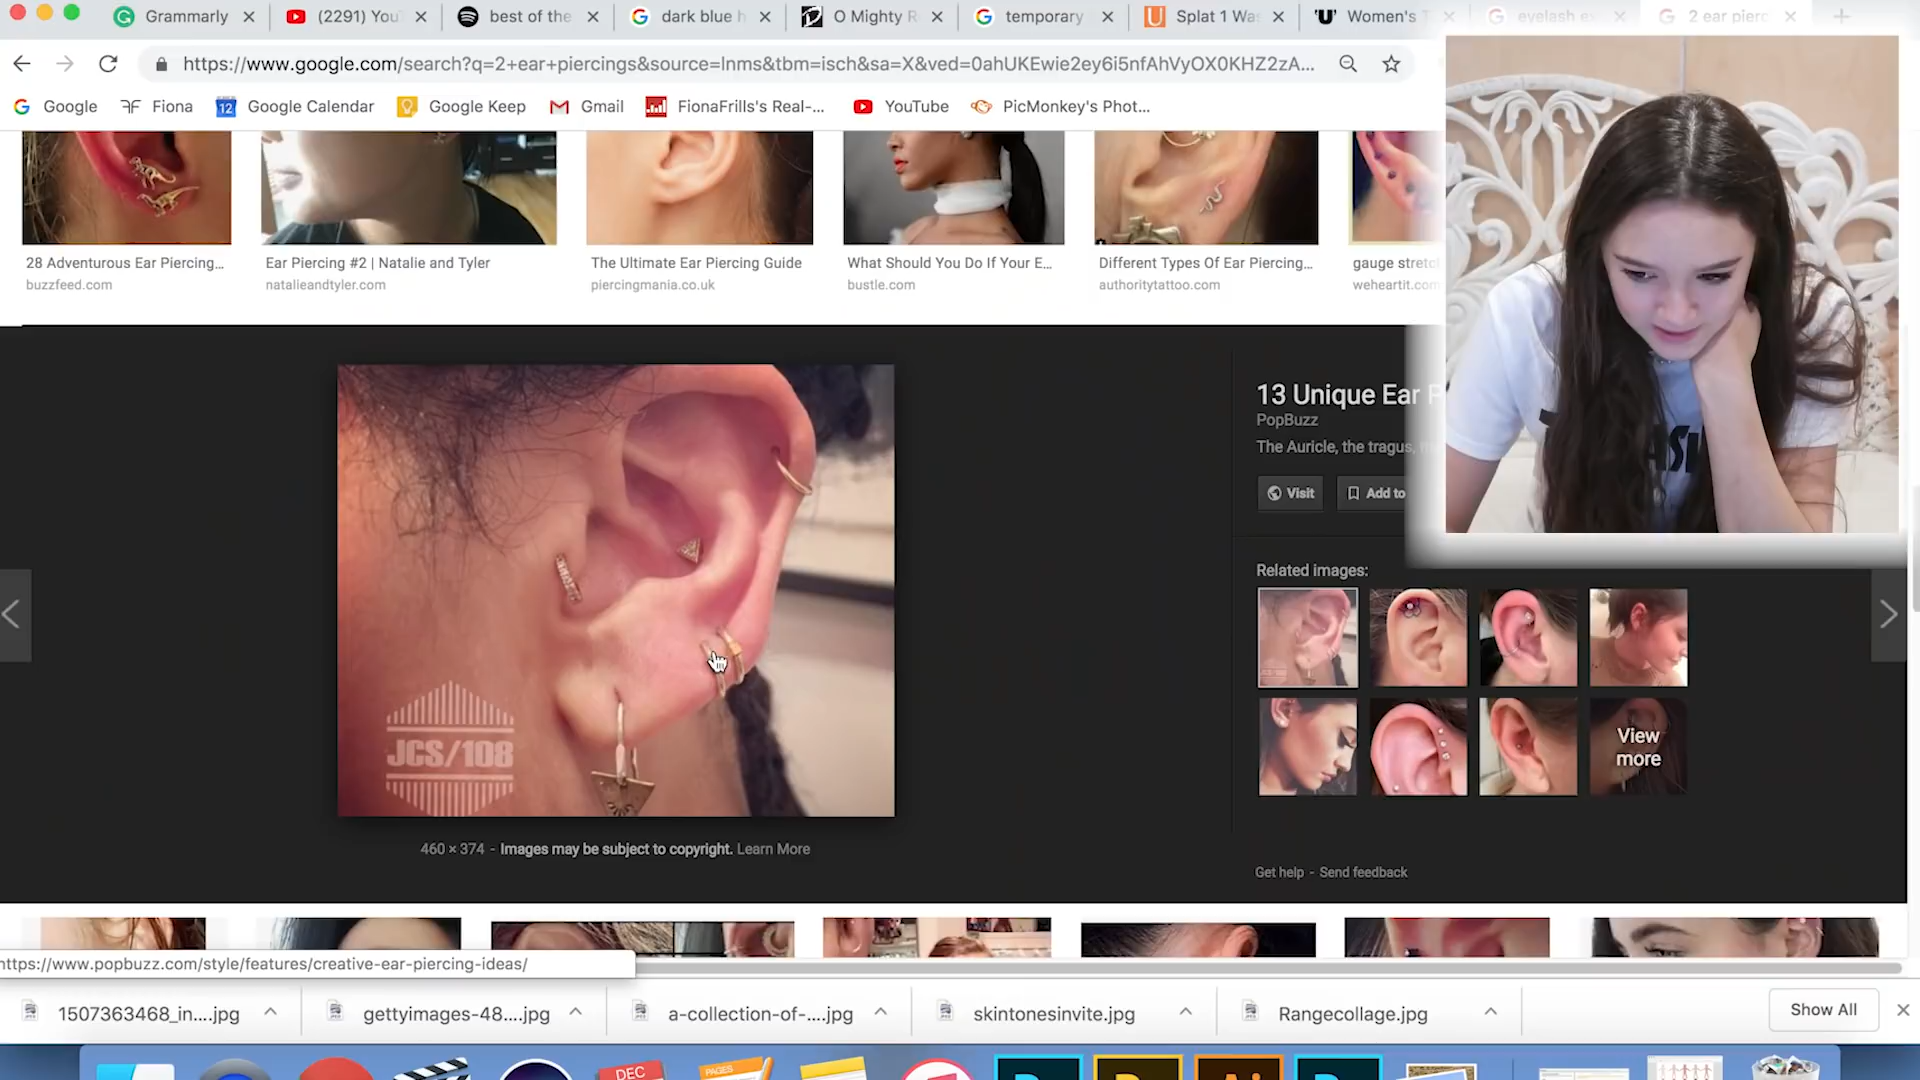 Grammarly
(2291) You
best of the
dark blue h
O Mighty R
temporary
Splat 1 Wa
Women's T
eyelash ex
2 ear pierc
https://www.google.com/search?q=2+ear+piercings&source=lnms&tbm=isch&sa=X&ved=0ahUKEwie2ey6i5nfAhVyOX0KHZ2zA...
Google
Fiona
12
Google Calendar
Google Keep
Gmail
FionaFrills's Real-...
YouTube
PicMonkey's Phot...
28 Adventurous Ear Piercing...
buzzfeed.com
Ear Piercing #2 | Natalie and Tyler
natalieandtyler.com
The Ultimate Ear Piercing Guide
piercingmania.co.uk
What Should You Do If Your E...
bustle.com
Different Types Of Ear Piercing...
authoritytattoo.com
gauge stretc
weheartit.com
13 Unique Ear P
PopBuzz
The Auricle, the tragus,
Visit
Add to
JCS/108
460 × 374 - Images may be subject to copyright. Learn More
Related images:
View more
Get help - Send feedback
https://www.popbuzz.com/style/features/creative-ear-piercing-ideas/
1507363468_in....jpg
gettyimages-48....jpg
a-collection-of-....jpg
skintonesinvite.jpg
Rangecollage.jpg
Show All
DEC
PAGES